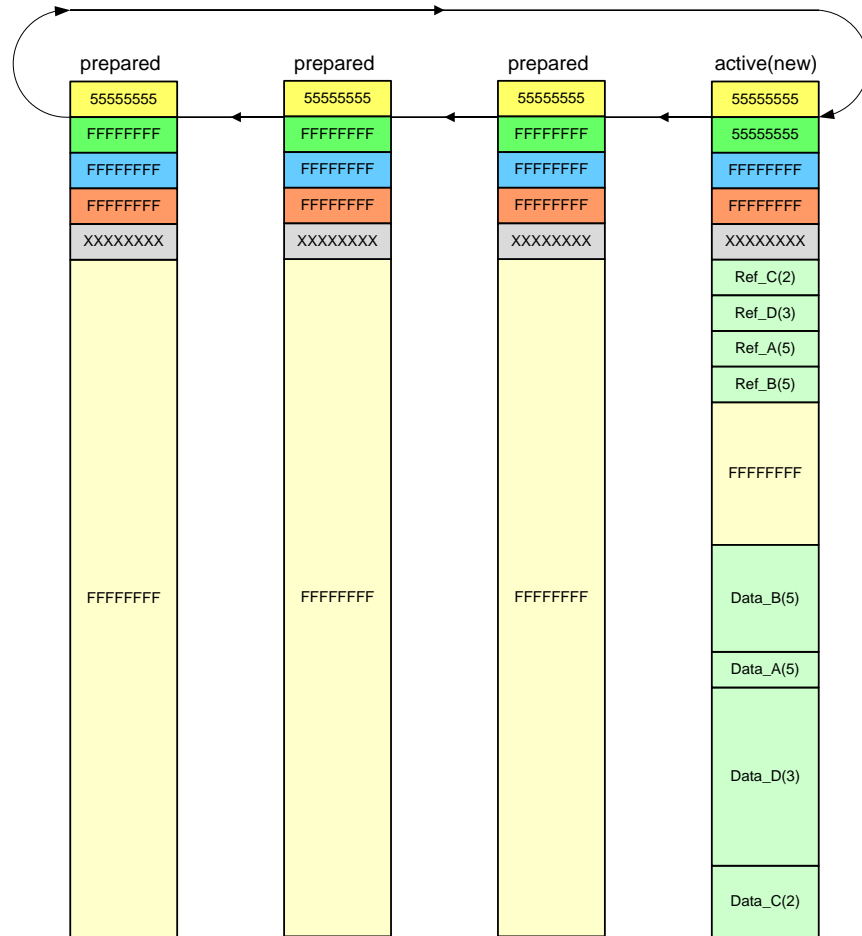 prepared prepared prepared active(new)
55555555 55555555 55555555 55555555
FFFFFFFF FFFFFFFF FFFFFFFF 55555555
FFFFFFFF FFFFFFFF FFFFFFFF FFFFFFFF
FFFFFFFF FFFFFFFF FFFFFFFF FFFFFFFF
XXXXXXXX XXXXXXXX XXXXXXXX XXXXXXXX
Ref_C(2)
Ref_D(3)
Ref_A(5)
Ref_B(5)
FFFFFFFF
FFFFFFFF FFFFFFFF FFFFFFFF Data_B(5)
Data_A(5)
Data_D(3)
Data_C(2)